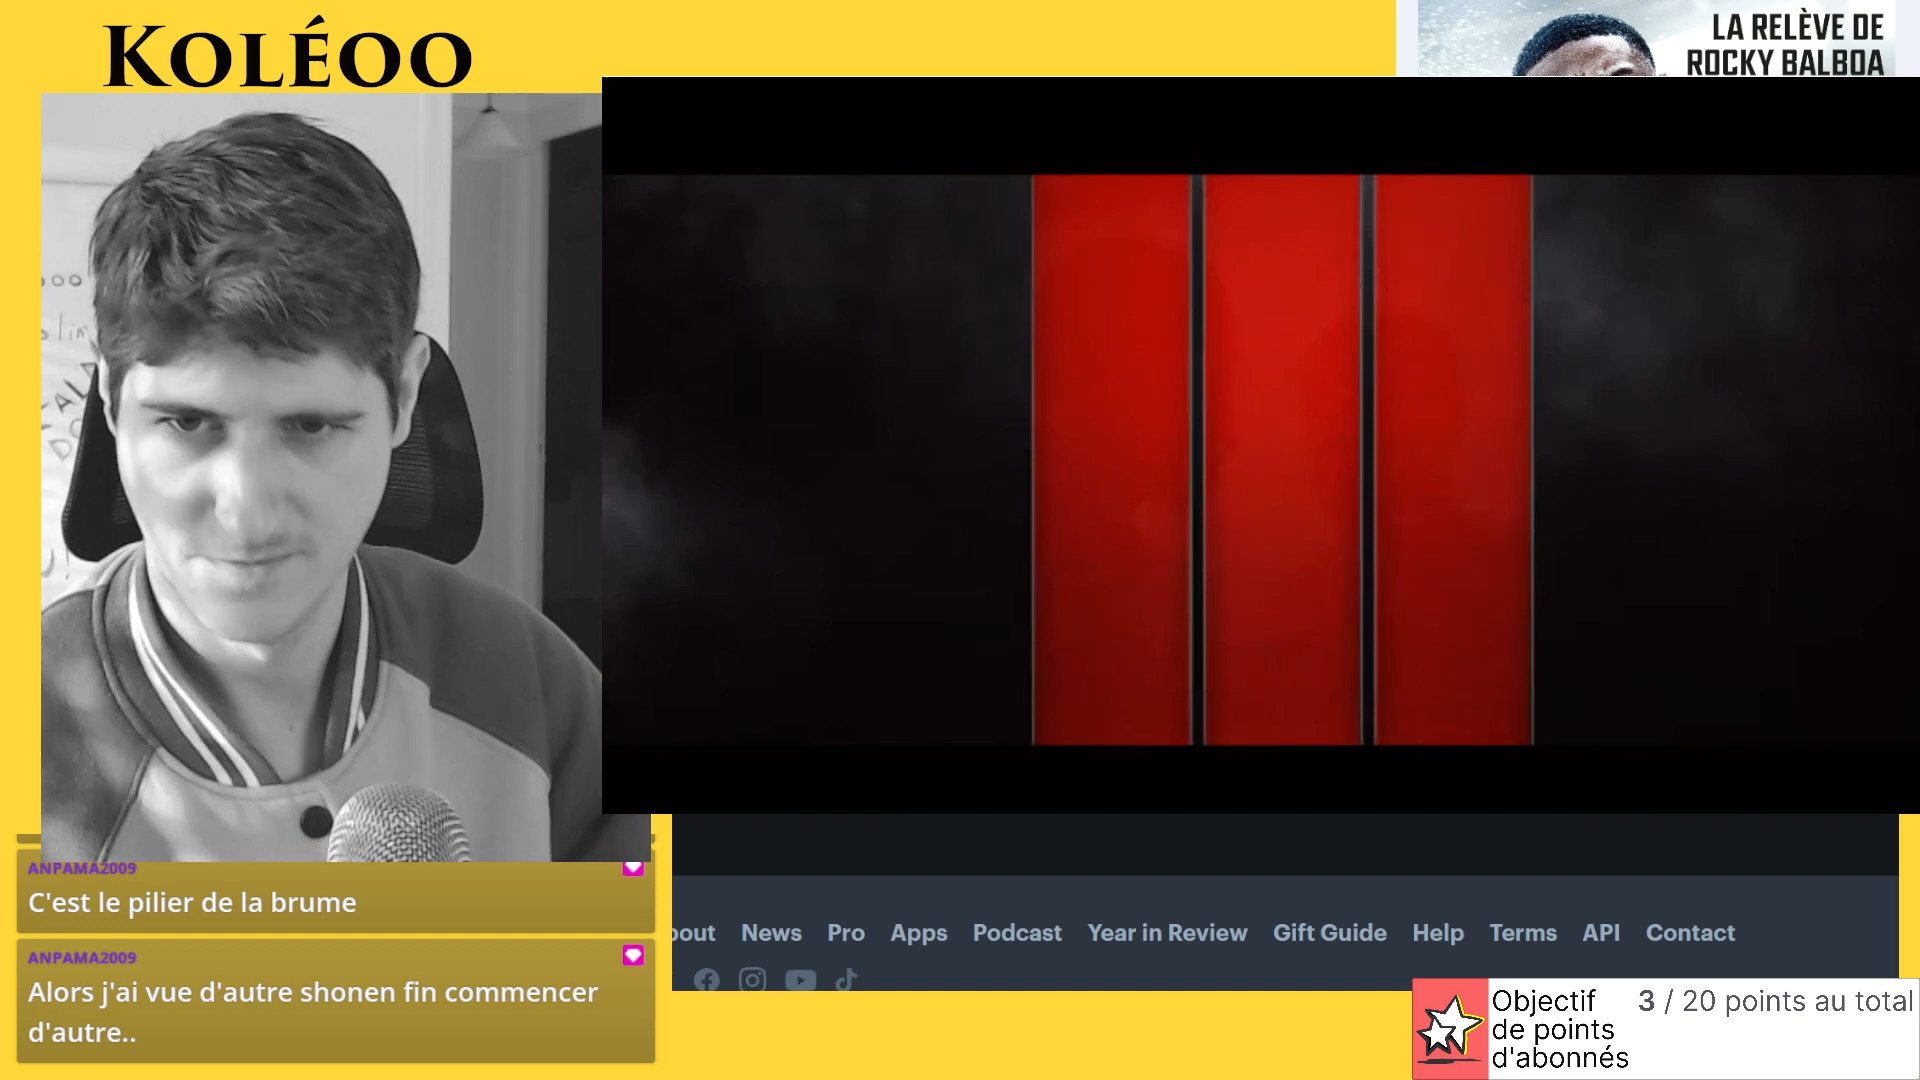 KOLÉOO
LA RELÈVE DE
ROCKY BALBOA
ANPAMA2009
C'est le pilier de la brume
ANPAMA2009
Alors j'ai vue d'autre shonen fin commencer
d'autre..
News Pro Apps Podcast Year in Review Gift Guide Help Terms API Contact
Objectif
de points
d'abonnés
3 / 20 points au total